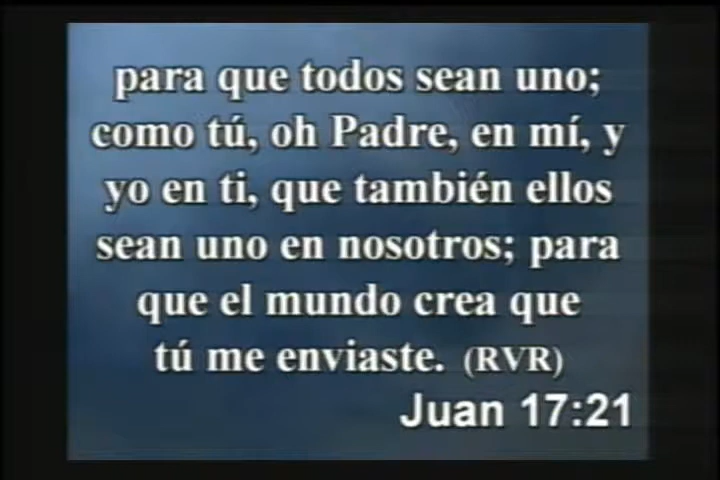 para que todos sean uno;
como tú, oh Padre, en mí, y
yo en ti, que también ellos
sean uno en nosotros; para
que el mundo crea que
tú me enviaste. (RVR)
Juan 17:21